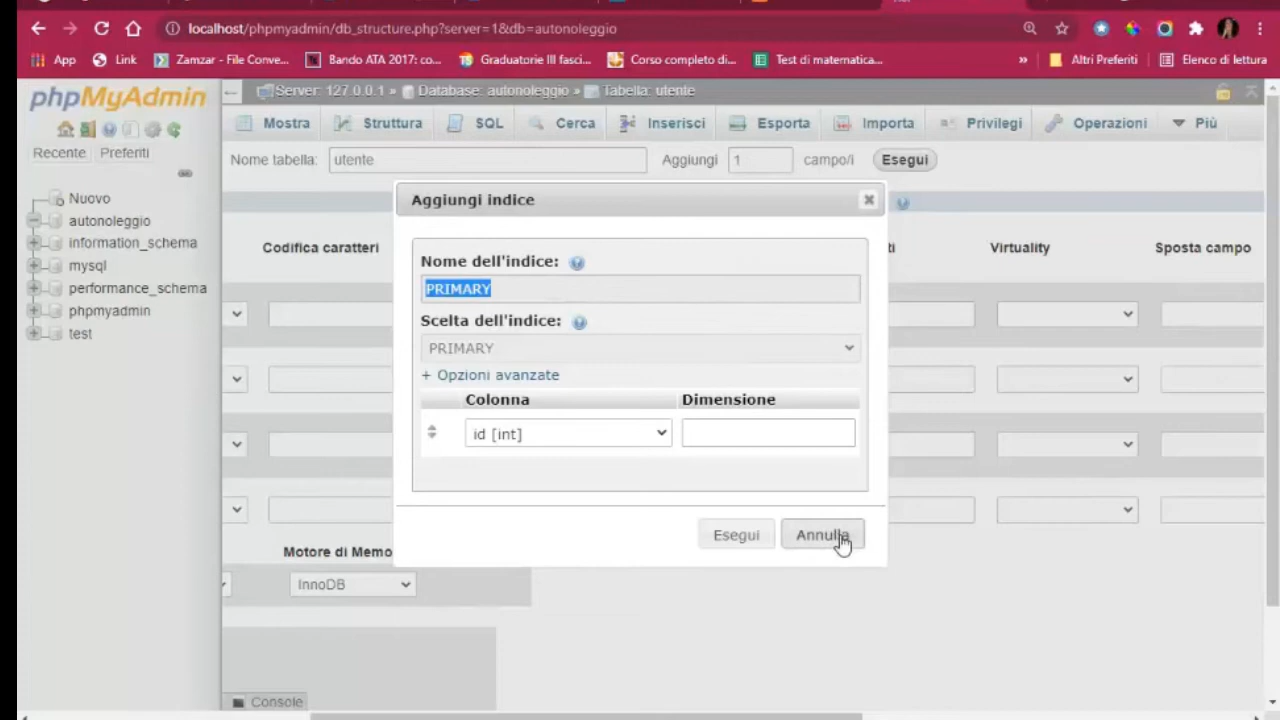 localhost/phpmyadmin/db_structure.php?server=1&db=autonoleggio
App Link Zamzar - File Conve... Bando ATA 2017: co... Graduatorie III fasci... Corso completo di... Test di matematica... » Altri Preferiti Elenco di lettura
phpMyAdmin
Recente Preferiti
Nuovo
autonoleggio
information_schema
mysql
performance_schema
phpmyadmin
test
Server: 127.0.0.1 » Database: autonoleggio » Tabella: utente
Mostra Struttura SQL Cerca Inserisci Esporta Importa Privilegi Operazioni Più
Nome tabella: utente Aggiungi 1 campo/i Esegui
Codifica caratteri ti Virtuality Sposta campo
Aggiungi indice
Nome dell'indice:
PRIMARY
Scelta dell'indice:
PRIMARY
+ Opzioni avanzate
Colonna Dimensione
id [int]
Esegui Annulla
Motore di Memo
InnoDB
Console